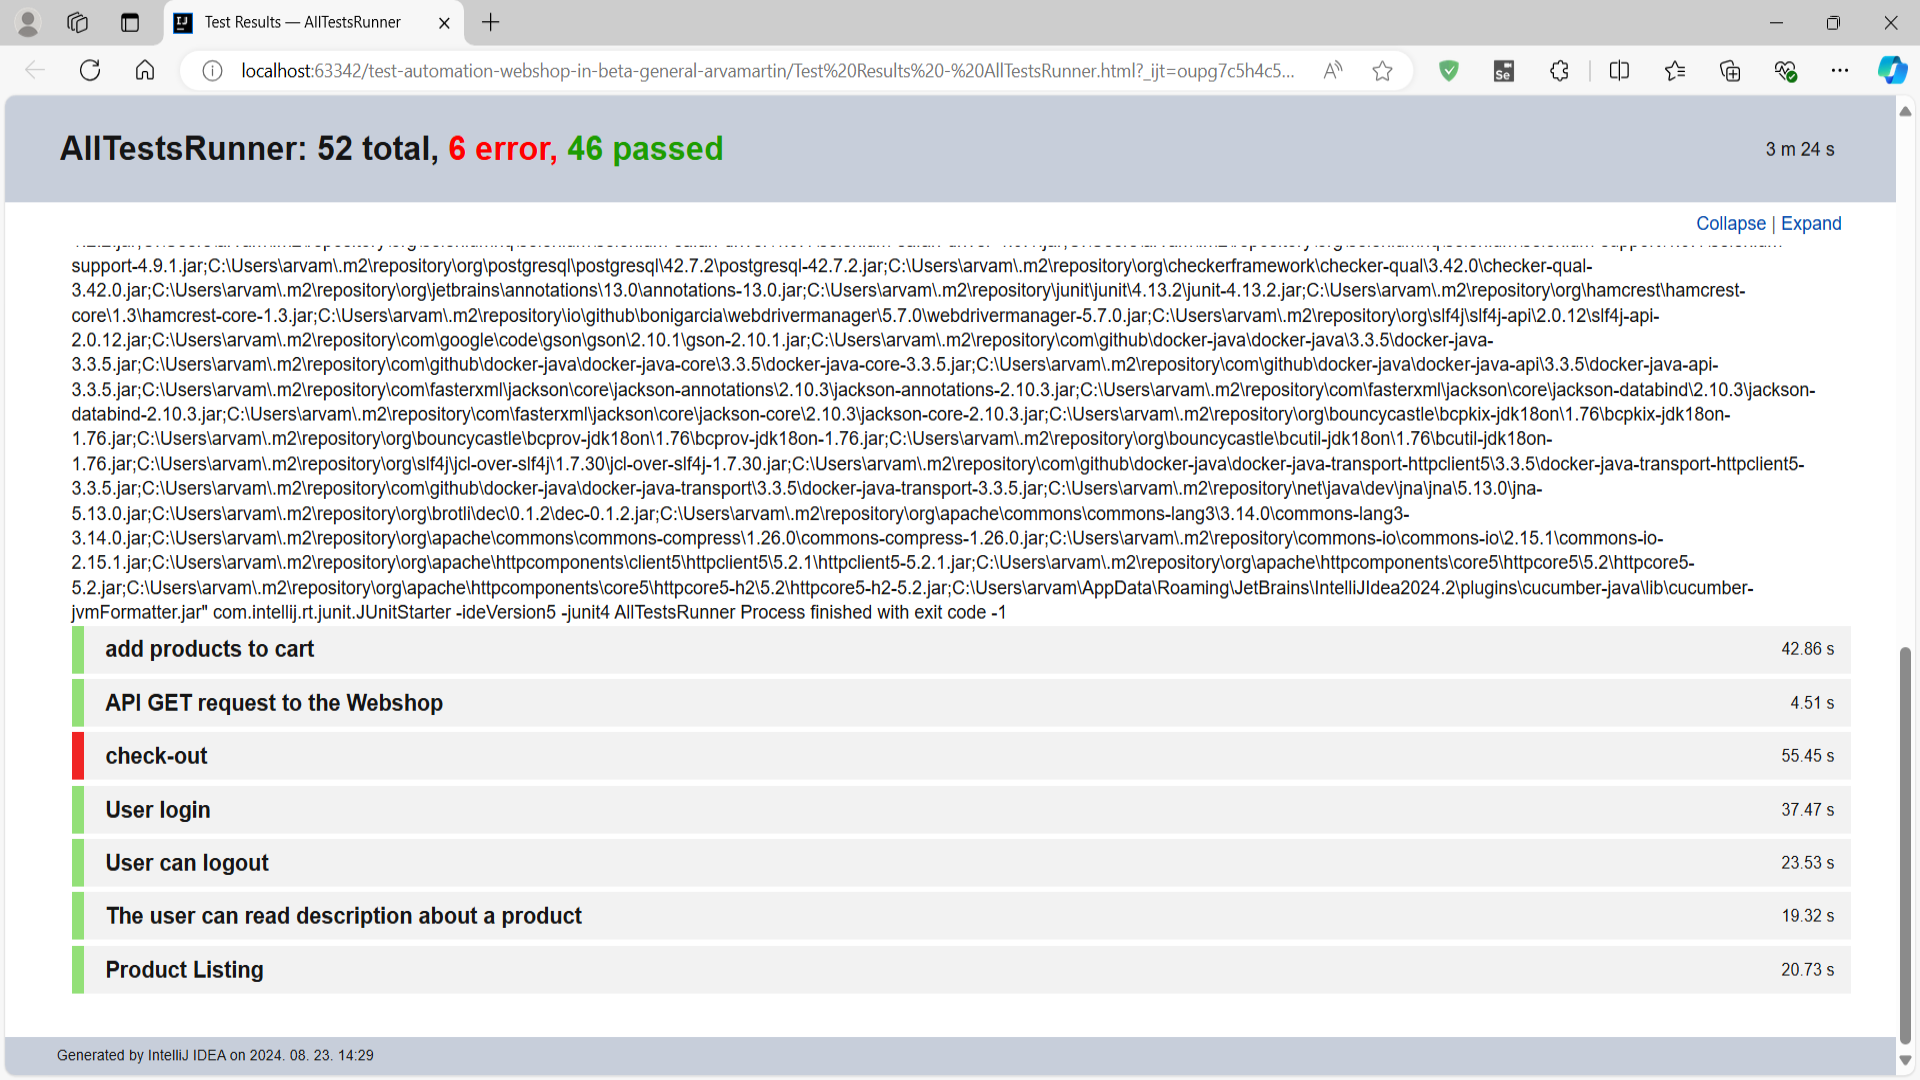 Test Results — AllTestsRunner
localhost:63342/test-automation-webshop-in-beta-general-arvamartin/Test%20Results%20-%20AllTestsRunner.html?_ijt=oupg7c5h4c5...
AllTestsRunner: 52 total, 6 error, 46 passed
3 m 24 s
Collapse | Expand
support-4.9.1.jar;C:\Users\arvam\.m2\repository\org\postgresql\postgresql\42.7.2\postgresql-42.7.2.jar;C:\Users\arvam\.m2\repository\org\checkerframework\checker-qual\3.42.0\checker-qual-
3.42.0.jar;C:\Users\arvam\.m2\repository\org\jetbrains\annotations\13.0\annotations-13.0.jar;C:\Users\arvam\.m2\repository\junit\junit\4.13.2\junit-4.13.2.jar;C:\Users\arvam\.m2\repository\org\hamcrest\hamcrest-
core\1.3\hamcrest-core-1.3.jar;C:\Users\arvam\.m2\repository\io\github\bonigarcia\webdrivermanager\5.7.0\webdrivermanager-5.7.0.jar;C:\Users\arvam\.m2\repository\org\slf4j\slf4j-api\2.0.12\slf4j-api-
2.0.12.jar;C:\Users\arvam\.m2\repository\com\google\code\gson\gson\2.10.1\gson-2.10.1.jar;C:\Users\arvam\.m2\repository\com\github\docker-java\docker-java\3.3.5\docker-java-
3.3.5.jar;C:\Users\arvam\.m2\repository\com\github\docker-java\docker-java-core\3.3.5\docker-java-core-3.3.5.jar;C:\Users\arvam\.m2\repository\com\github\docker-java\docker-java-api\3.3.5\docker-java-api-
3.3.5.jar;C:\Users\arvam\.m2\repository\com\fasterxml\jackson\core\jackson-annotations\2.10.3\jackson-annotations-2.10.3.jar;C:\Users\arvam\.m2\repository\com\fasterxml\jackson\core\jackson-databind\2.10.3\jackson-
databind-2.10.3.jar;C:\Users\arvam\.m2\repository\com\fasterxml\jackson\core\jackson-core\2.10.3\jackson-core-2.10.3.jar;C:\Users\arvam\.m2\repository\org\bouncycastle\bcpkix-jdk18on\1.76\bcpkix-jdk18on-
1.76.jar;C:\Users\arvam\.m2\repository\org\bouncycastle\bcprov-jdk18on\1.76\bcprov-jdk18on-1.76.jar;C:\Users\arvam\.m2\repository\org\bouncycastle\bcutil-jdk18on\1.76\bcutil-jdk18on-
1.76.jar;C:\Users\arvam\.m2\repository\org\slf4j\jcl-over-slf4j\1.7.30\jcl-over-slf4j-1.7.30.jar;C:\Users\arvam\.m2\repository\com\github\docker-java\docker-java-transport-httpclient5\3.3.5\docker-java-transport-httpclient5-
3.3.5.jar;C:\Users\arvam\.m2\repository\com\github\docker-java\docker-java-transport\3.3.5\docker-java-transport-3.3.5.jar;C:\Users\arvam\.m2\repository\net\java\dev\jna\jna\5.13.0\jna-
5.13.0.jar;C:\Users\arvam\.m2\repository\org\brotli\dec\0.1.2\dec-0.1.2.jar;C:\Users\arvam\.m2\repository\org\apache\commons\commons-lang3\3.14.0\commons-lang3-
3.14.0.jar;C:\Users\arvam\.m2\repository\org\apache\commons\commons-compress\1.26.0\commons-compress-1.26.0.jar;C:\Users\arvam\.m2\repository\commons-io\commons-io\2.15.1\commons-io-
2.15.1.jar;C:\Users\arvam\.m2\repository\org\apache\httpcomponents\client5\httpclient5\5.2.1\httpclient5-5.2.1.jar;C:\Users\arvam\.m2\repository\org\apache\httpcomponents\core5\httpcore5\5.2\httpcore5-
5.2.jar;C:\Users\arvam\.m2\repository\org\apache\httpcomponents\core5\httpcore5-h2\5.2\httpcore5-h2-5.2.jar;C:\Users\arvam\AppData\Roaming\JetBrains\IntelliJIdea2024.2\plugins\cucumber-java\lib\cucumber-
jvmFormatter.jar" com.intellij.rt.junit.JUnitStarter -ideVersion5 -junit4 AllTestsRunner Process finished with exit code -1
add products to cart 42.86 s
API GET request to the Webshop 4.51 s
check-out 55.45 s
User login 37.47 s
User can logout 23.53 s
The user can read description about a product 19.32 s
Product Listing 20.73 s
Generated by IntelliJ IDEA on 2024. 08. 23. 14:29